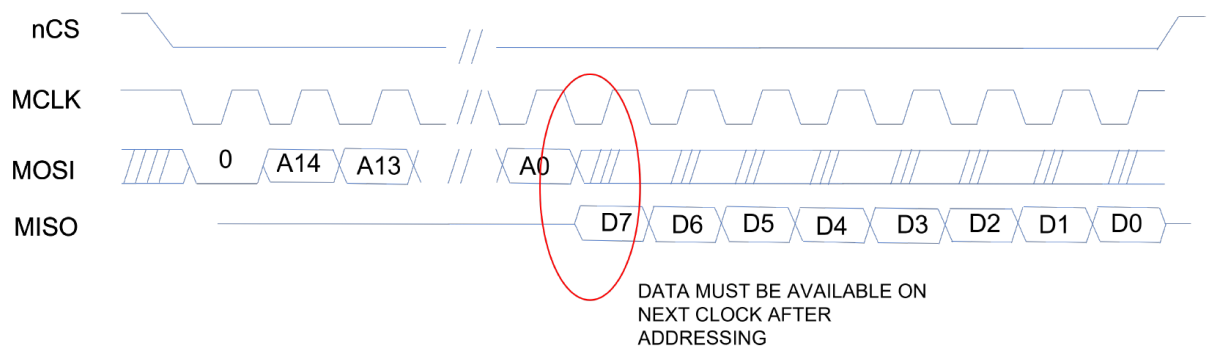 nCS
MCLK
MOSI 0 A14 A13 A0
MISO D7 D6 D5 D4 D3 D2 D1 D0
DATA MUST BE AVAILABLE ON
NEXT CLOCK AFTER
ADDRESSING